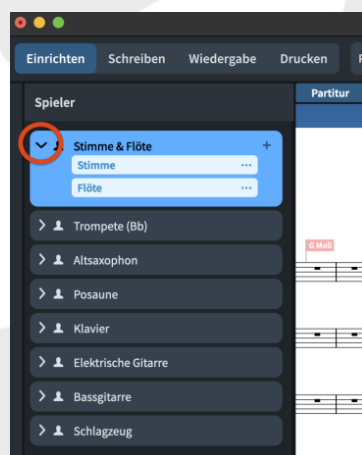 Einrichten Schreiben Wiedergabe Drucken
Spieler
Partitur
Stimme & Flöte +
Stimme ...
Flöte ...
Trompete (Bb)
G Moll
Altsaxophon
Posaune
Klavier
Elektrische Gitarre
Bassgitarre
Schlagzeug